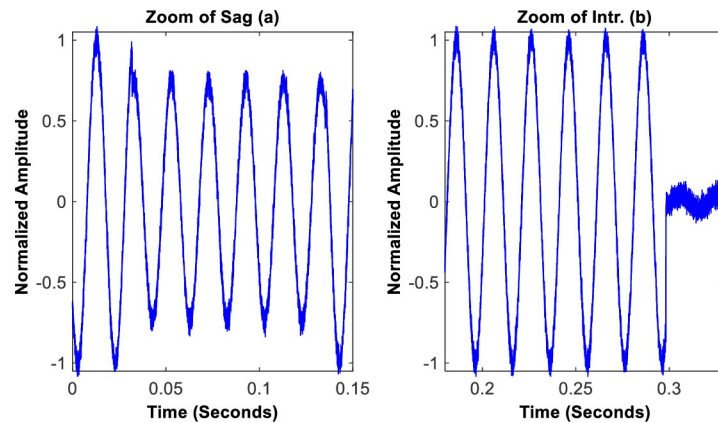 Zoom of Sag (a)
1
0.5
0
-0.5
-1
Normalized Amplitude
0
0.05
0.1
0.15
Time (Seconds)
Zoom of Intr. (b)
1
0.5
0
-0.5
-1
Normalized Amplitude
0.2
0.25
0.3
Time (Seconds)